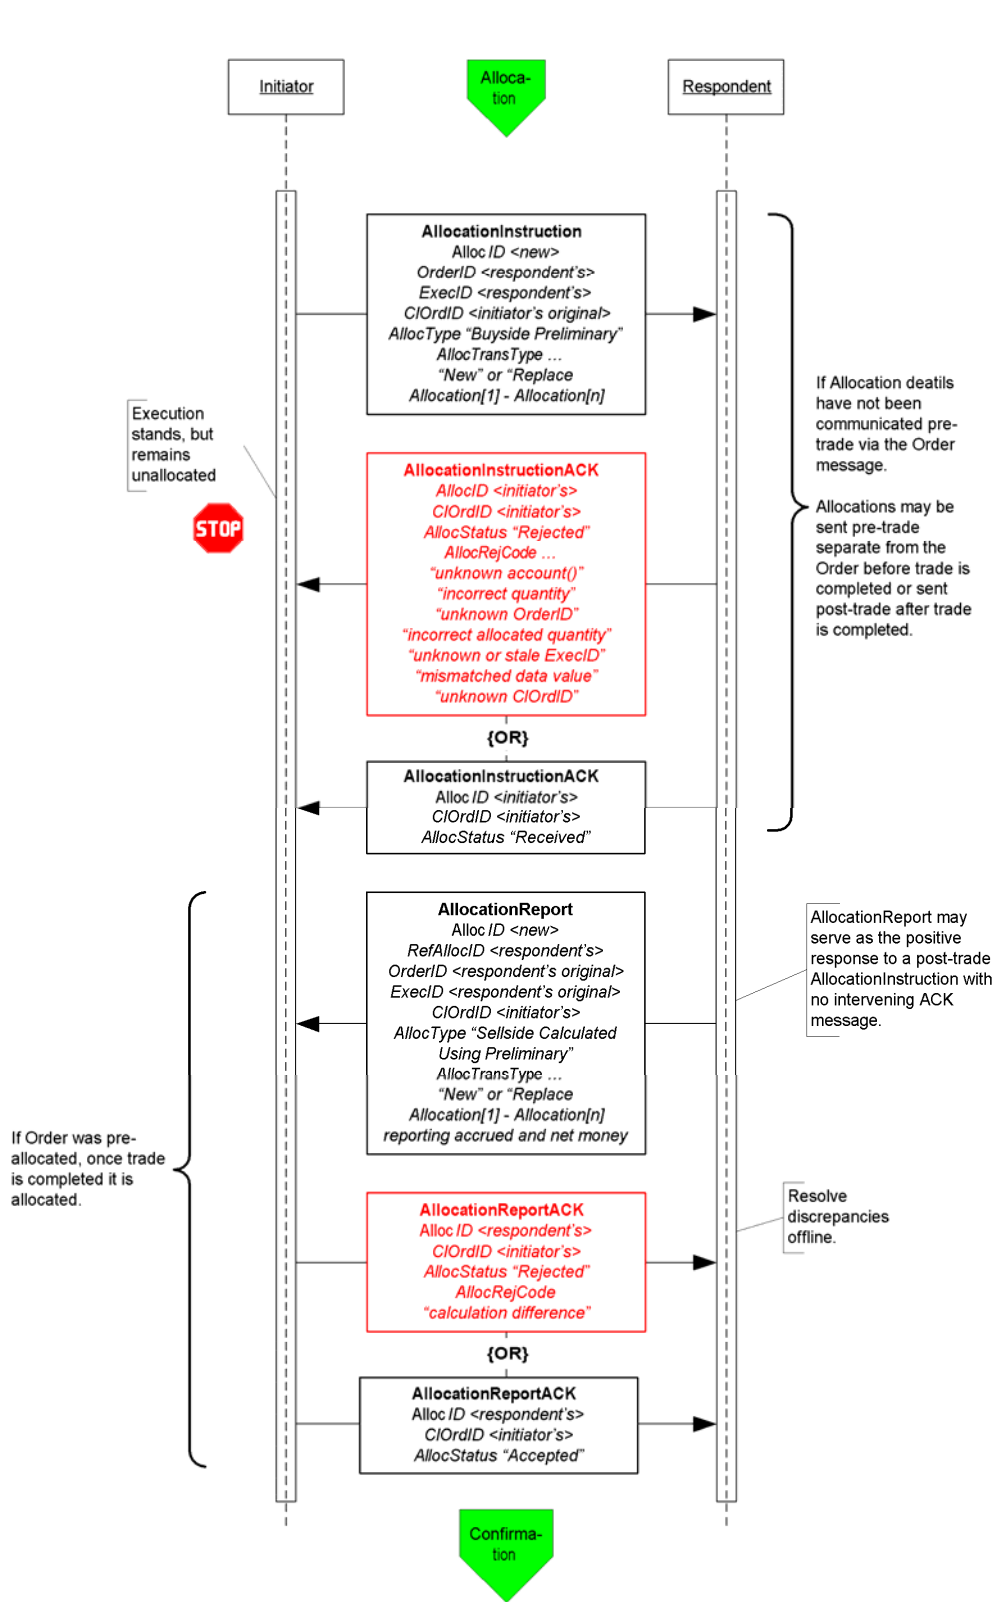 Initiator
Alloca-
tion
Respondent
AllocationInstruction
Alloc ID <new>
OrderID <respondent's>
ExecID <respondent's>
ClOrdID <initiator's original>
AllocType “Buyside Preliminary”
AllocTransType ...
“New” or “Replace
Allocation[1] - Allocation[n]
Execution
stands, but
remains
unallocated
STOP
If Allocation deatils
have not been
communicated pre-
trade via the Order
message.
Allocations may be
sent pre-trade
separate from the
Order before trade is
completed or sent
post-trade after trade
is completed.
AllocationInstructionACK
AllocID <initiator's>
ClOrdID <initiator's>
AllocStatus “Rejected”
AllocRejCode ...
“unknown account()”
“incorrect quantity”
“unknown OrderID”
“incorrect allocated quantity”
“unknown or stale ExecID”
“mismatched data value”
“unknown ClOrdID”
{OR}
AllocationInstructionACK
Alloc ID <initiator's>
ClOrdID <initiator's>
AllocStatus “Received”
AllocationReport
Alloc ID <new>
RefAllocID <respondent's>
OrderID <respondent's original>
ExecID <respondent's original>
ClOrdID <initiator's>
AllocType “Sellside Calculated
Using Preliminary”
AllocTransType ...
“New” or “Replace
Allocation[1] - Allocation[n]
reporting accrued and net money
AllocationReport may
serve as the positive
response to a post-trade
AllocationInstruction with
no intervening ACK
message.
If Order was pre-
allocated, once trade
is completed it is
allocated.
AllocationReportACK
Alloc ID <respondent's>
ClOrdID <initiator's>
AllocStatus “Rejected”
AllocRejCode
“calculation difference”
Resolve
discrepancies
offline.
{OR}
AllocationReportACK
Alloc ID <respondent's>
ClOrdID <initiator's>
AllocStatus “Accepted”
Confirma-
tion